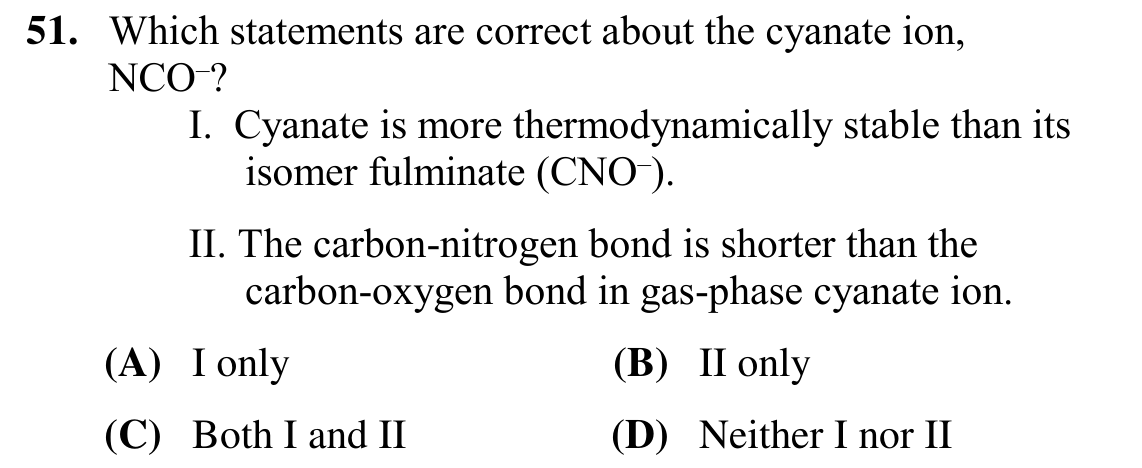 51. Which statements are correct about the cyanate ion,
NCO⁻?
I. Cyanate is more thermodynamically stable than its
isomer fulminate (CNO⁻).
II. The carbon-nitrogen bond is shorter than the
carbon-oxygen bond in gas-phase cyanate ion.
(A) I only (B) II only
(C) Both I and II (D) Neither I nor II